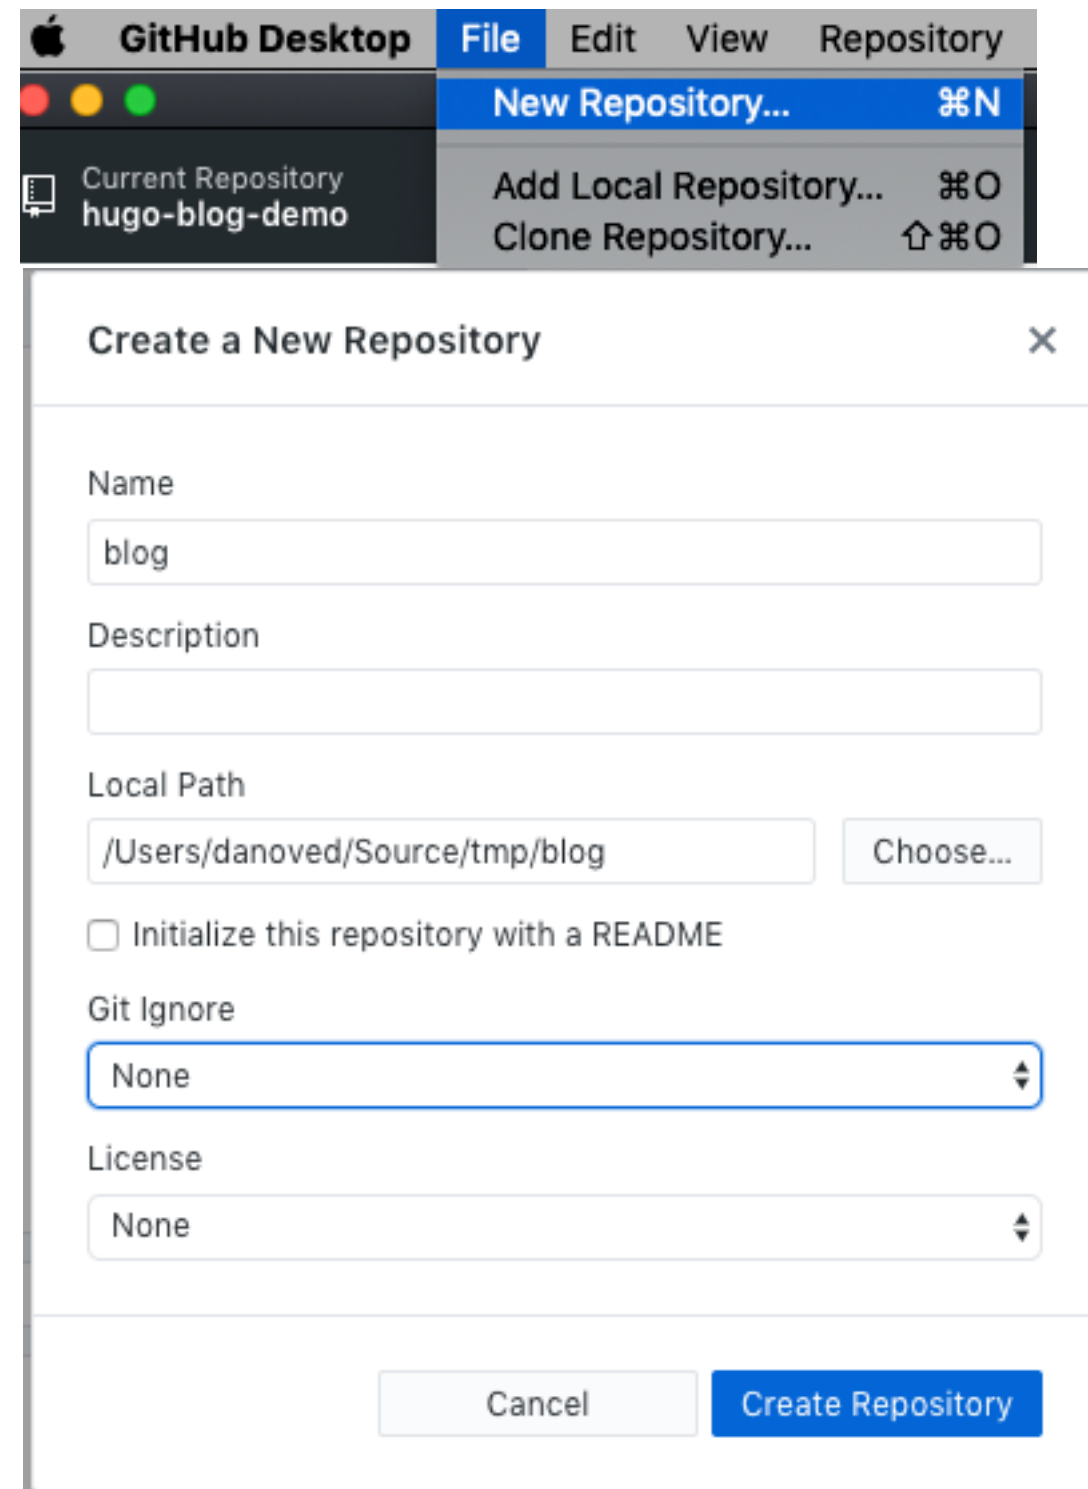 GitHub Desktop File Edit View Repository
New Repository... ⌘N
Current Repository
hugo-blog-demo
Add Local Repository... ⌘O
Clone Repository... ⇧⌘O
Create a New Repository
Name
blog
Description
Local Path
/Users/danoved/Source/tmp/blog Choose...
Initialize this repository with a README
Git Ignore
None
License
None
Cancel Create Repository